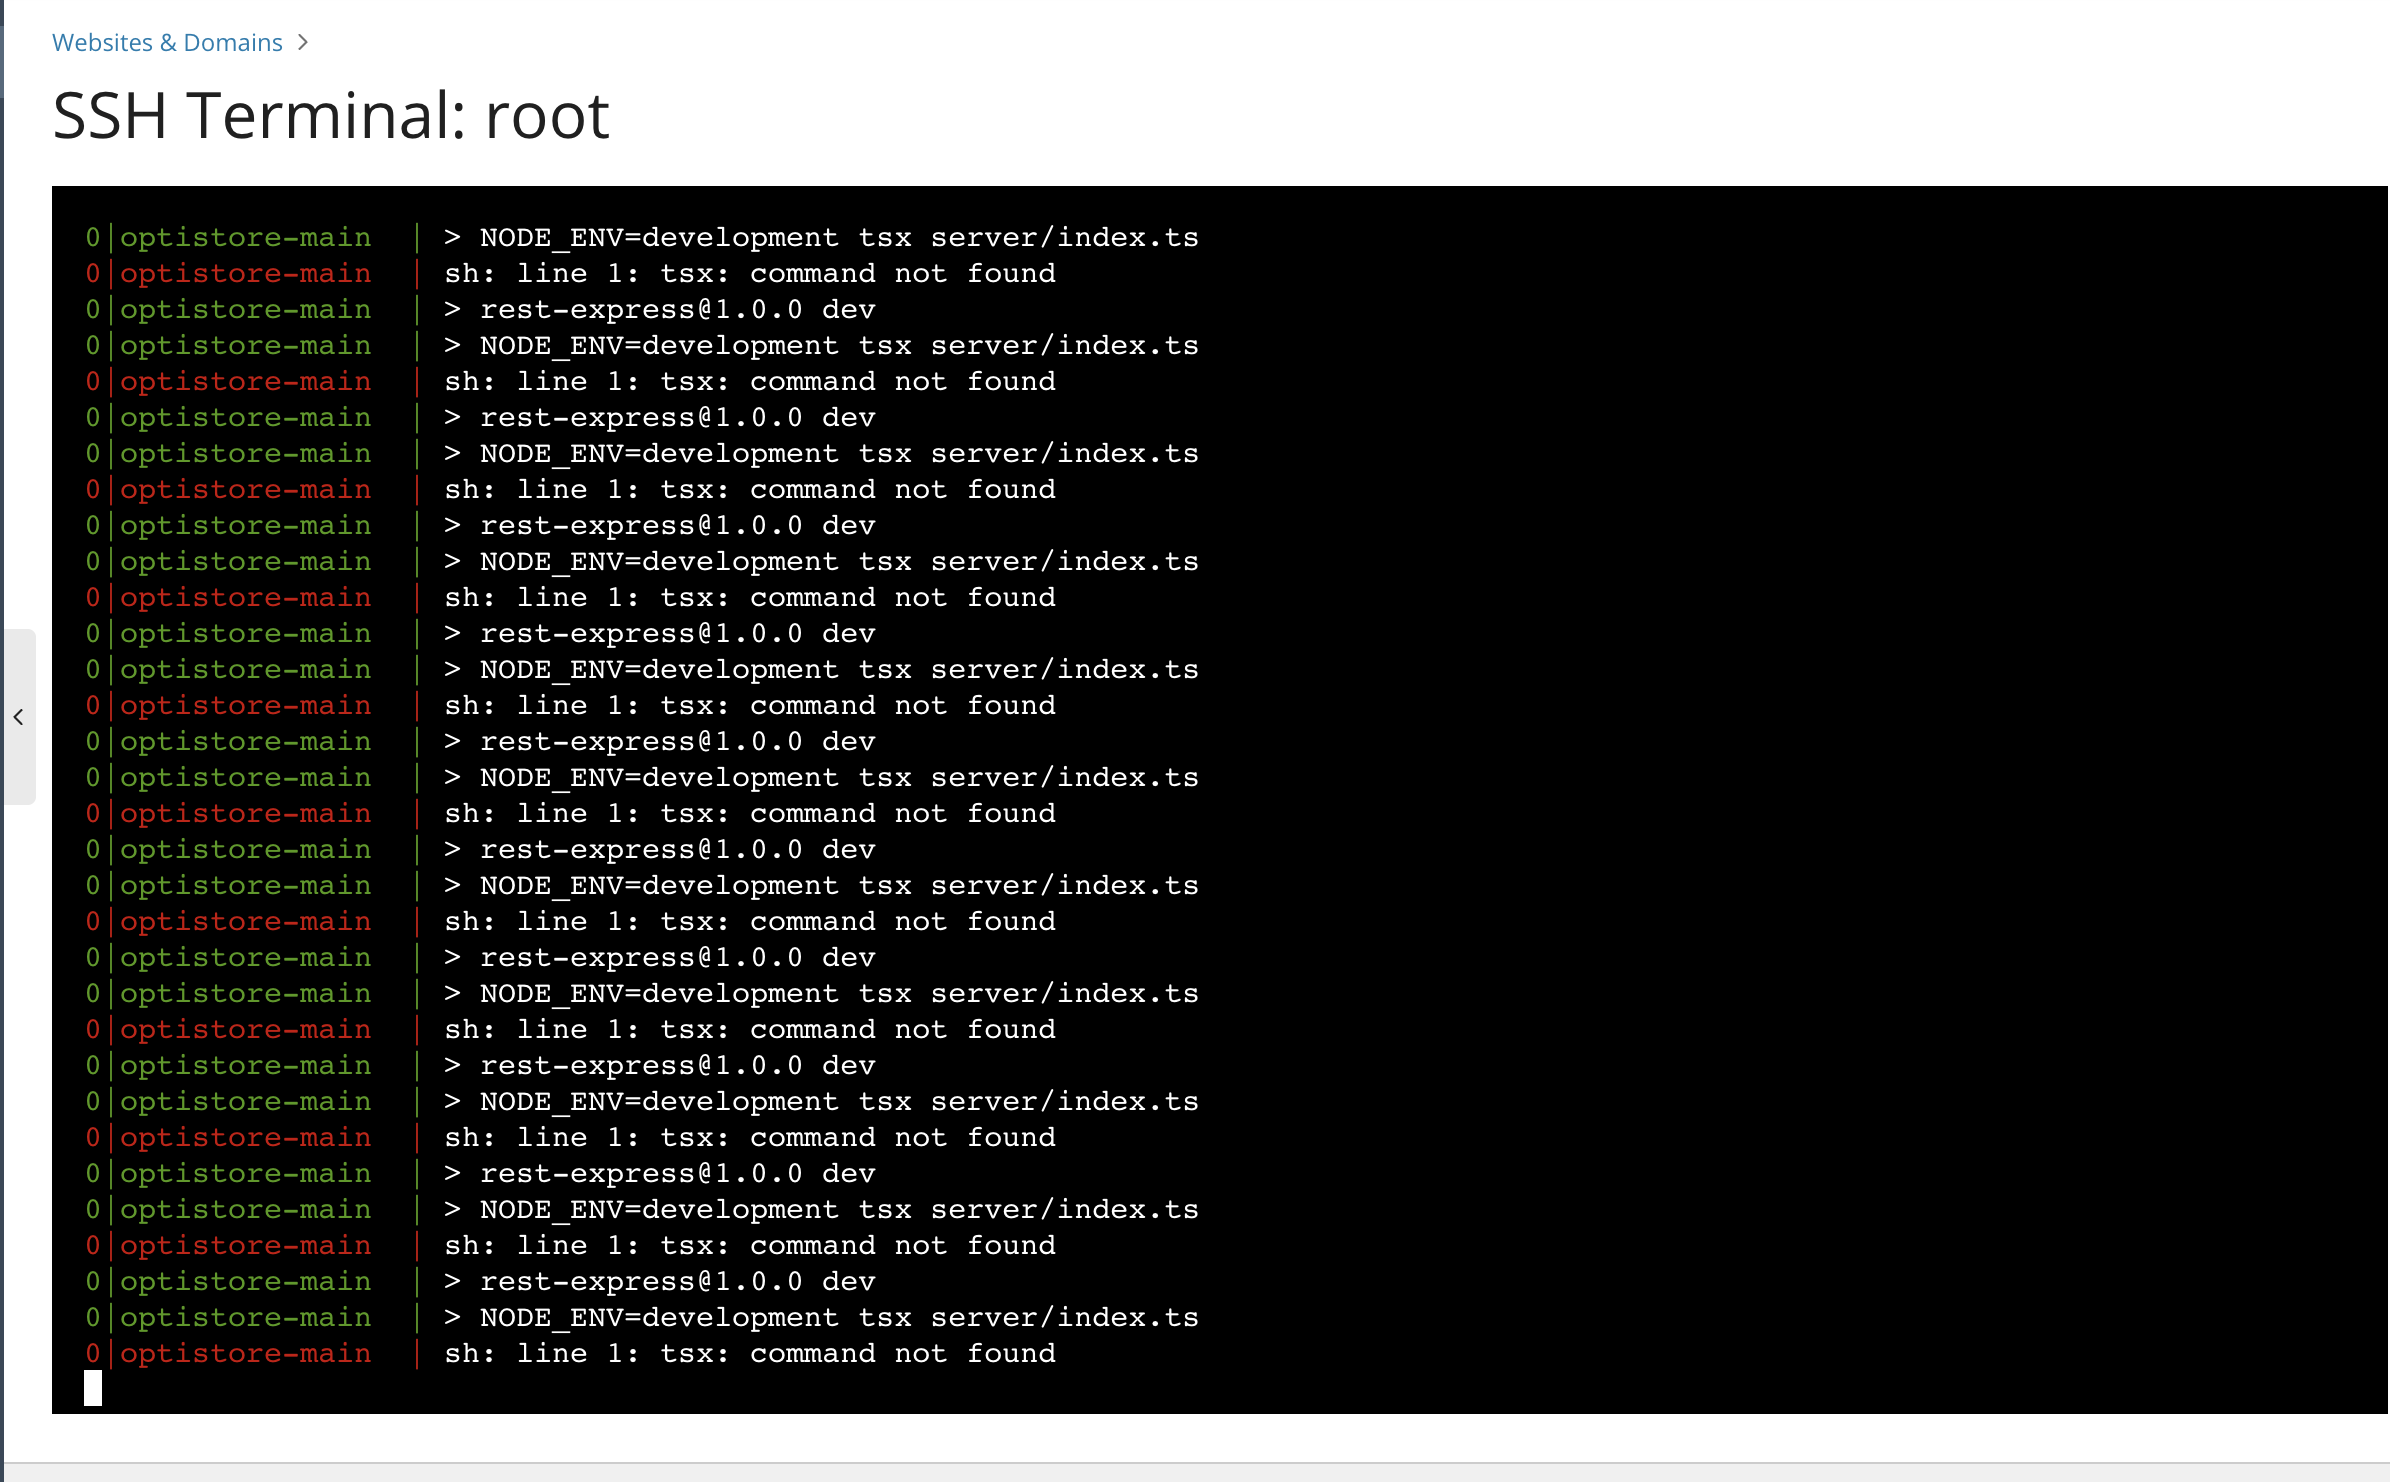 Websites & Domains >
SSH Terminal: root
0|optistore-main  | > NODE_ENV=development tsx server/index.ts
0|optistore-main  | sh: line 1: tsx: command not found
0|optistore-main  | > rest-express@1.0.0 dev
0|optistore-main  | > NODE_ENV=development tsx server/index.ts
0|optistore-main  | sh: line 1: tsx: command not found
0|optistore-main  | > rest-express@1.0.0 dev
0|optistore-main  | > NODE_ENV=development tsx server/index.ts
0|optistore-main  | sh: line 1: tsx: command not found
0|optistore-main  | > rest-express@1.0.0 dev
0|optistore-main  | > NODE_ENV=development tsx server/index.ts
0|optistore-main  | sh: line 1: tsx: command not found
0|optistore-main  | > rest-express@1.0.0 dev
0|optistore-main  | > NODE_ENV=development tsx server/index.ts
0|optistore-main  | sh: line 1: tsx: command not found
0|optistore-main  | > rest-express@1.0.0 dev
0|optistore-main  | > NODE_ENV=development tsx server/index.ts
0|optistore-main  | sh: line 1: tsx: command not found
0|optistore-main  | > rest-express@1.0.0 dev
0|optistore-main  | > NODE_ENV=development tsx server/index.ts
0|optistore-main  | sh: line 1: tsx: command not found
0|optistore-main  | > rest-express@1.0.0 dev
0|optistore-main  | > NODE_ENV=development tsx server/index.ts
0|optistore-main  | sh: line 1: tsx: command not found
0|optistore-main  | > rest-express@1.0.0 dev
0|optistore-main  | > NODE_ENV=development tsx server/index.ts
0|optistore-main  | sh: line 1: tsx: command not found
0|optistore-main  | > rest-express@1.0.0 dev
0|optistore-main  | > NODE_ENV=development tsx server/index.ts
0|optistore-main  | sh: line 1: tsx: command not found
0|optistore-main  | > rest-express@1.0.0 dev
0|optistore-main  | > NODE_ENV=development tsx server/index.ts
0|optistore-main  | sh: line 1: tsx: command not found